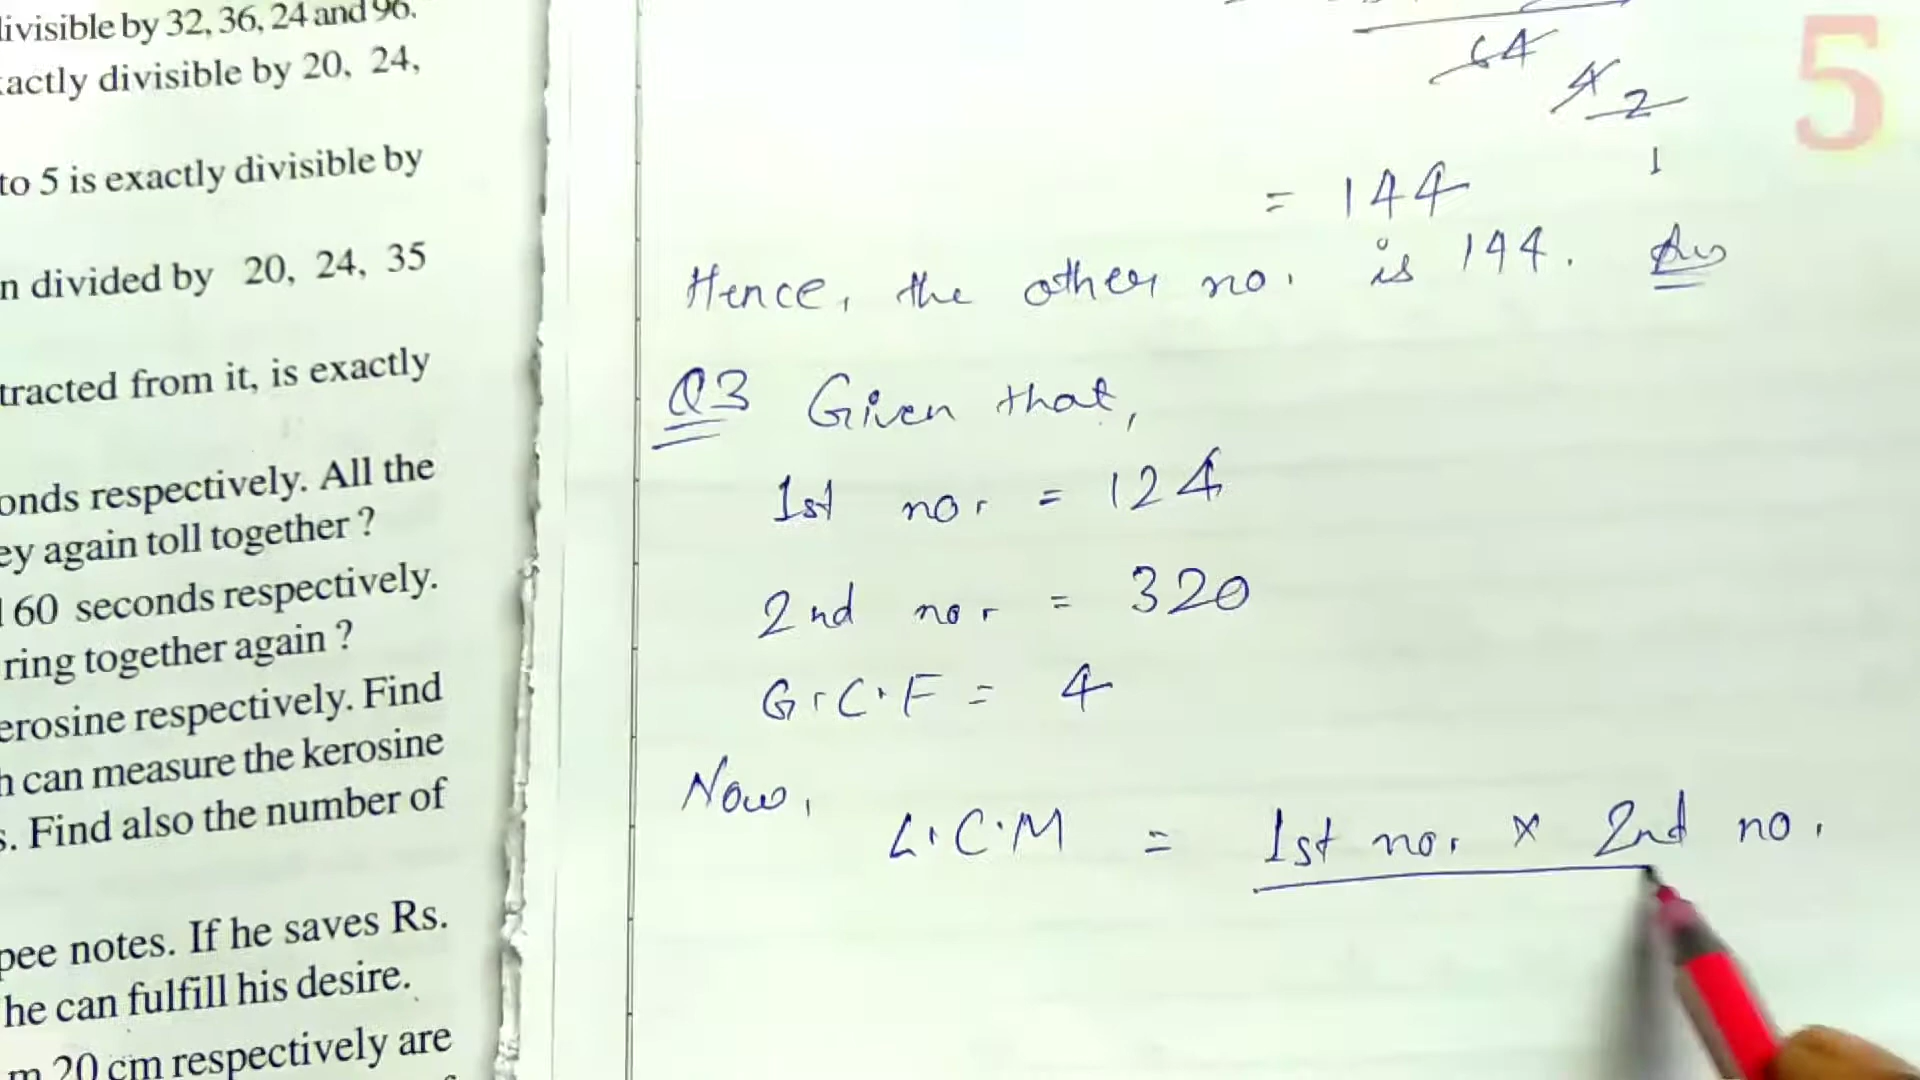 divisible by 32, 36, 24 and 96.
actly divisible by 20, 24,
to 5 is exactly divisible by
n divided by 20, 24, 35
tracted from it, is exactly
onds respectively. All the
ey again toll together ?
60 seconds respectively.
ring together again ?
erosine respectively. Find
h can measure the kerosine
s. Find also the number of
pee notes. If he saves Rs.
he can fulfill his desire.
m 20 cm respectively are
5
64 4 2
1
= 144
Hence, the other no. is 144. Ans
Q3 Given that,
1st no. = 124
2nd no. = 320
G.C.F = 4
Now,
L.C.M = 1st no. × 2nd no.